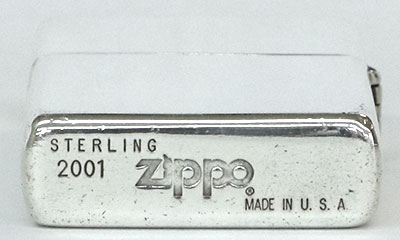 STERLING
2001 Zippo®
MADE IN U. S. A